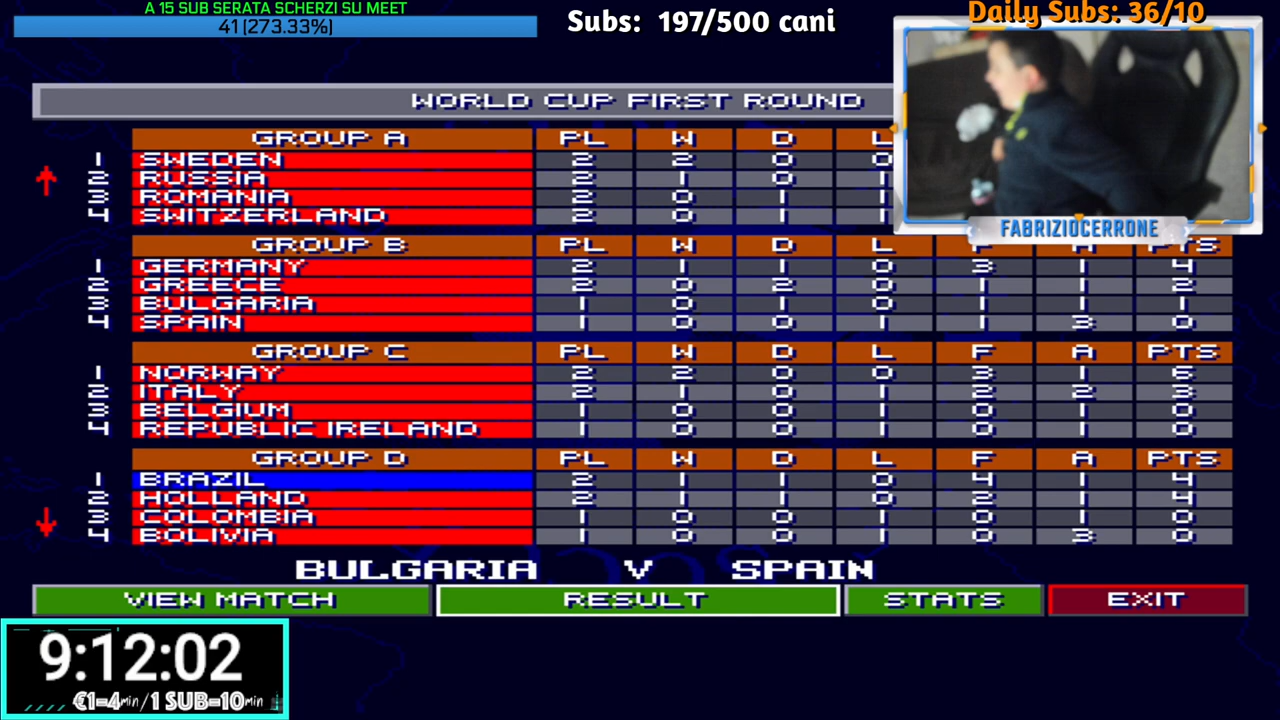 A 15 SUB SERATA SCHERZI SU MEET
41 (273.33%)
Subs: 197/500 cani
Daily Subs: 36/10
WORLD CUP FIRST ROUND
FABRIZIOCERRONE
GROUP A PL W D L
1 SWEDEN 2 2 0 0
2 RUSSIA 2 1 0 1
3 ROMANIA 2 0 1 1
4 SWITZERLAND 2 0 1 1
GROUP B PL W D L F A PTS
1 GERMANY 2 1 1 0 3 1 4
2 GREECE 2 0 2 0 1 1 2
3 BULGARIA 1 0 1 0 1 1 1
4 SPAIN 1 0 0 1 1 3 0
GROUP C PL W D L F A PTS
1 NORWAY 2 2 0 0 3 1 6
2 ITALY 2 1 0 1 2 2 3
3 BELGIUM 1 0 0 1 0 1 0
4 REPUBLIC IRELAND 1 0 0 1 0 1 0
GROUP D PL W D L F A PTS
1 BRAZIL 2 1 1 0 4 1 4
2 HOLLAND 2 1 1 0 2 1 4
3 COLOMBIA 1 0 0 1 0 1 0
4 BOLIVIA 1 0 0 1 0 3 0
BULGARIA V SPAIN
VIEW MATCH RESULT STATS EXIT
9:12:02
€1=4min/1 SUB=10min